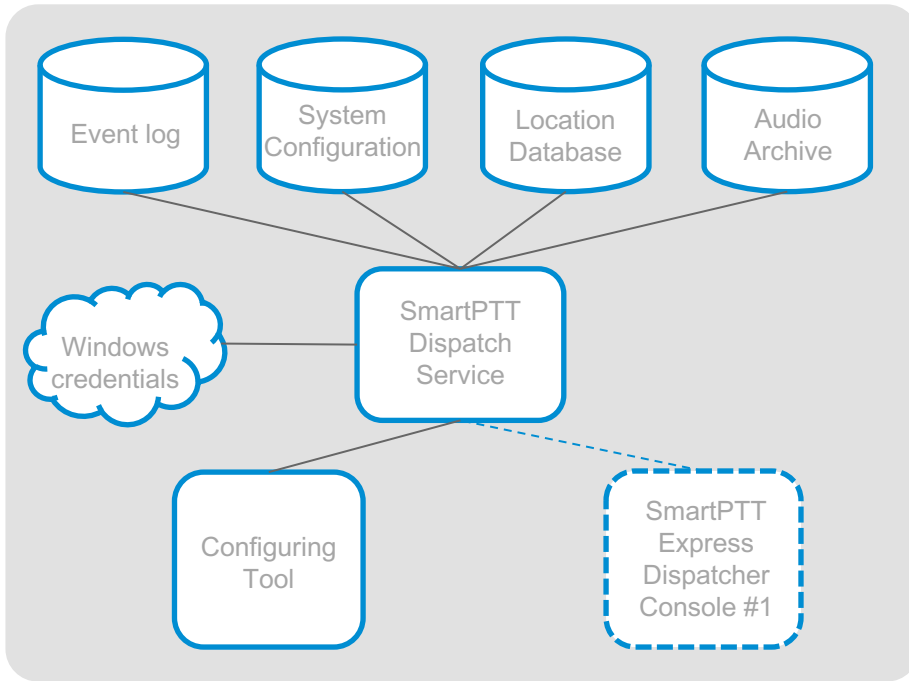 Event log
System
Configuration
Location
Database
Audio
Archive
SmartPTT
Dispatch
Service
Windows
credentials
Configuring
Tool
SmartPTT
Express
Dispatcher
Console #1